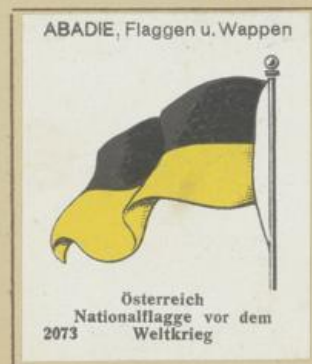 ABADIE, Flaggen u. Wappen
Österreich
Nationalflagge vor dem
2073 Weltkrieg